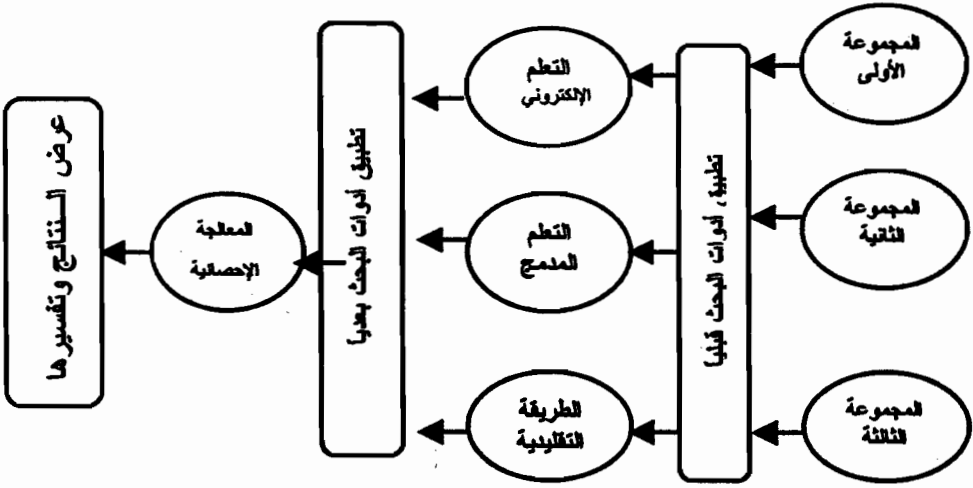 المجموعة
الأولى
المجموعة
الثانية
المجموعة
الثالثة
تطبيق أدوات البحث قبلياً
التعلم
الإلكتروني
التعلم
المدمج
الطريقة
التقليدية
تطبيق أدوات البحث بعدياً
المعالجة
الإحصائية
عرض النتائج وتفسيرها